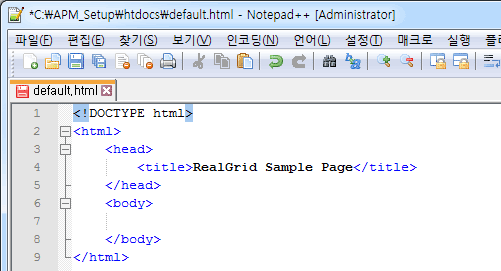 *C:₩APM_Setup₩htdocs₩default.html - Notepad++ [Administrator]
파일(F) 편집(E) 찾기(S) 보기(V) 인코딩(N) 언어(L) 설정(T) 매크로 실행
default.html
1 <!DOCTYPE html>
2 <html>
3 <head>
4 <title>RealGrid Sample Page</title>
5 </head>
6 <body>
7
8 </body>
9 </html>